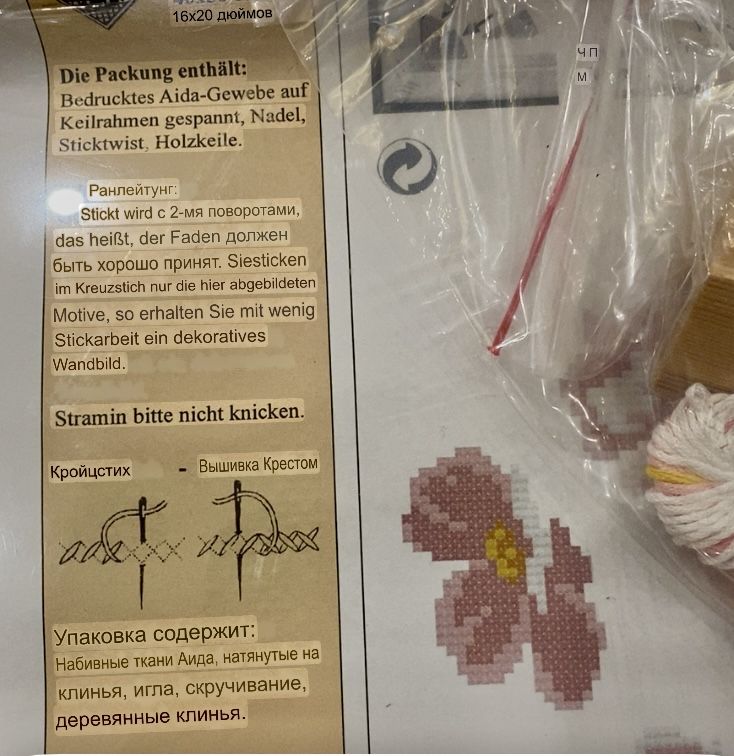 16x20 дюймов
Die Packung enthält:
Bedrucktes Aida-Gewebe auf
Keilrahmen gespannt, Nadel,
Sticktwist, Holzkeile.
Ранлейтунг:
Stickt wird с 2-мя поворотами,
das heißt, der Faden должен
быть хорошо принят. Siesticken
im Kreuzstich nur die hier abgebildeten
Motive, so erhalten Sie mit wenig
Stickarbeit ein dekoratives
Wandbild.
Stramin bitte nicht knicken.
Кройцстих - Вышивка Крестом
Упаковка содержит:
Набивные ткани Аида, натянутые на
клинья, игла, скручивание,
деревянные клинья.
Ч П
М